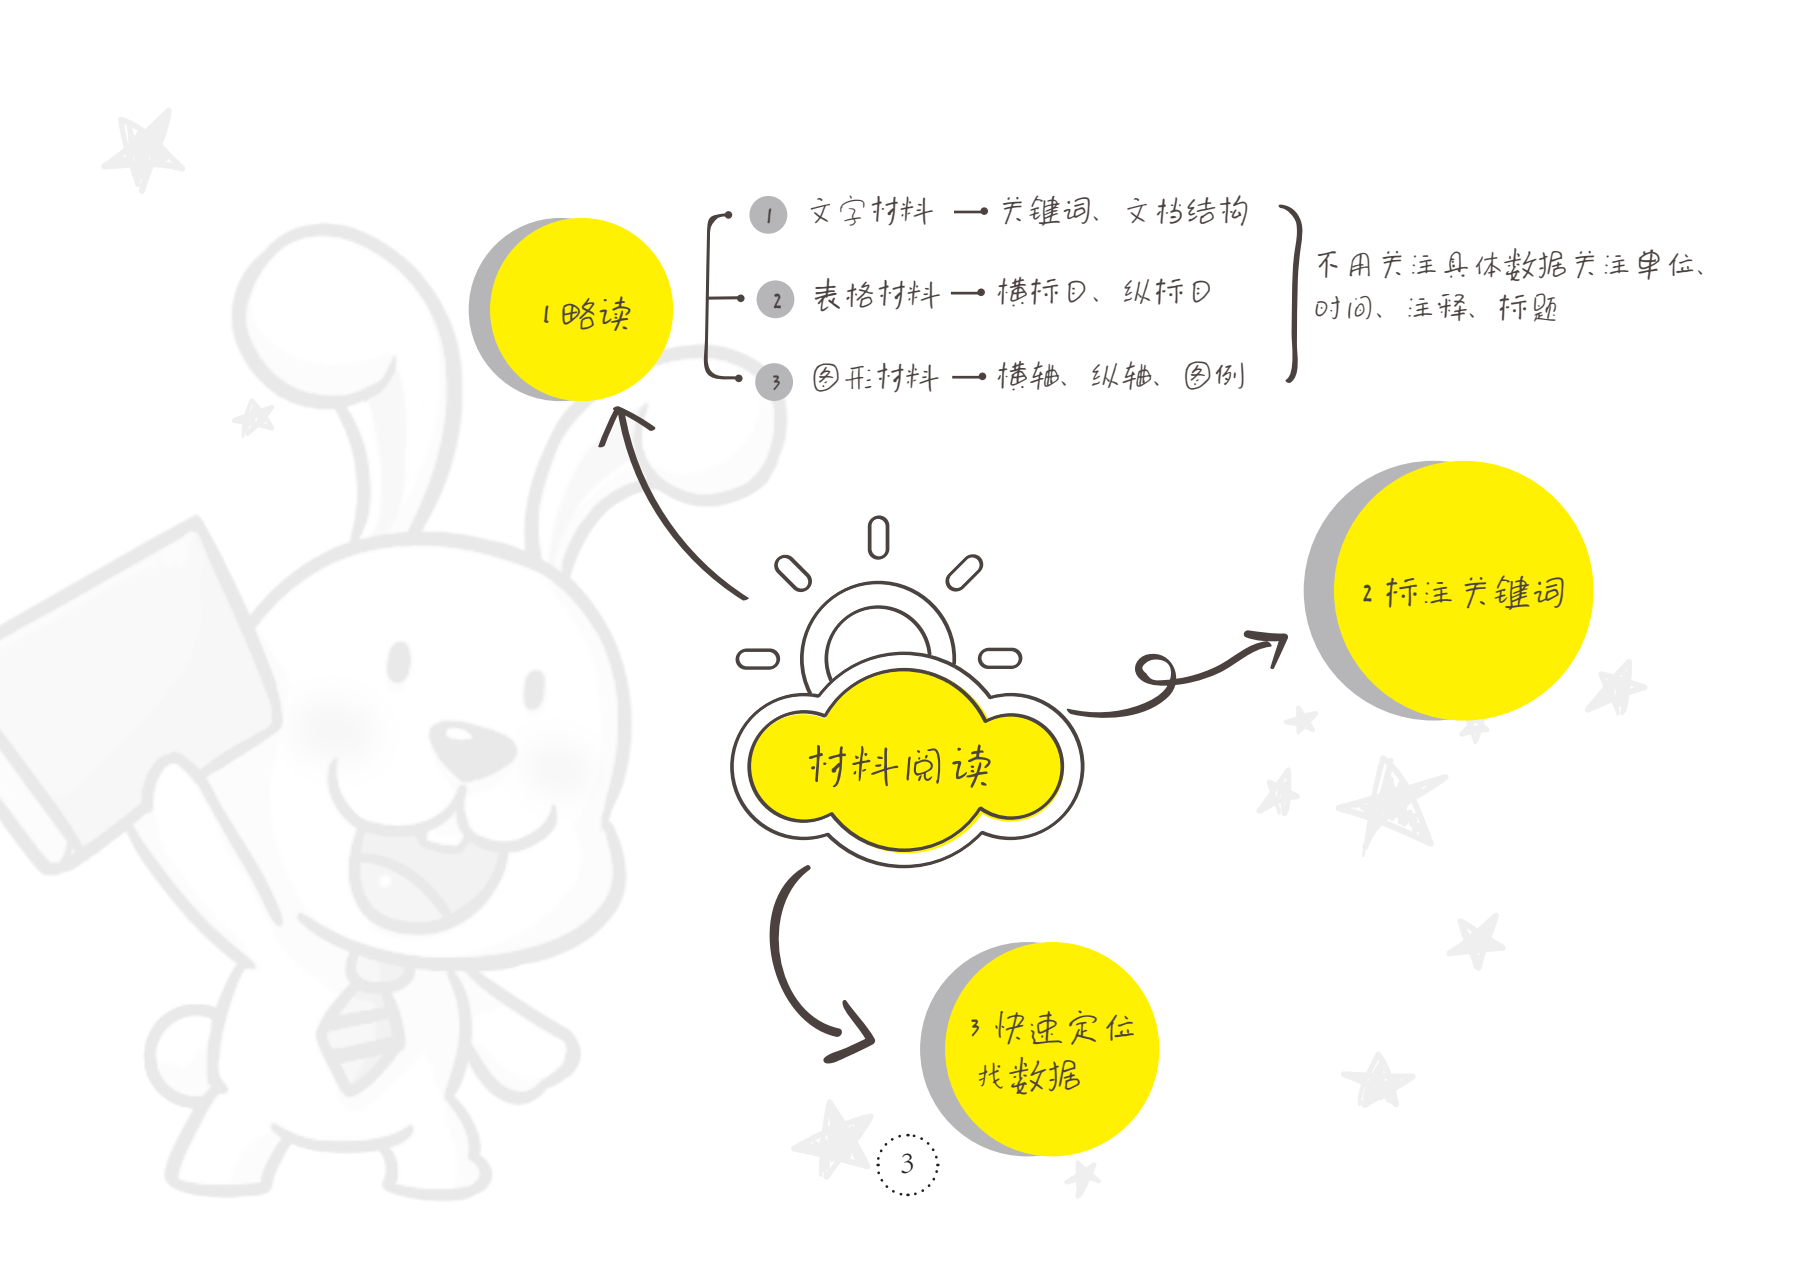 1 略读
1 文字材料 关键词、文档结构
2 表格材料 横标目、纵标目
3 图形材料 横轴、纵轴、图例
不用关注具体数据关注单位、
时间、注释、标题
2 标注关键词
材料阅读
3 快速定位
找数据
3